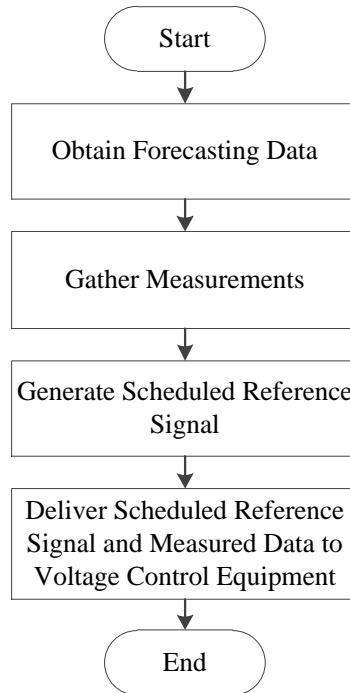 Start
Obtain Forecasting Data
Gather Measurements
Generate Scheduled Reference
Signal
Deliver Scheduled Reference
Signal and Measured Data to
Voltage Control Equipment
End